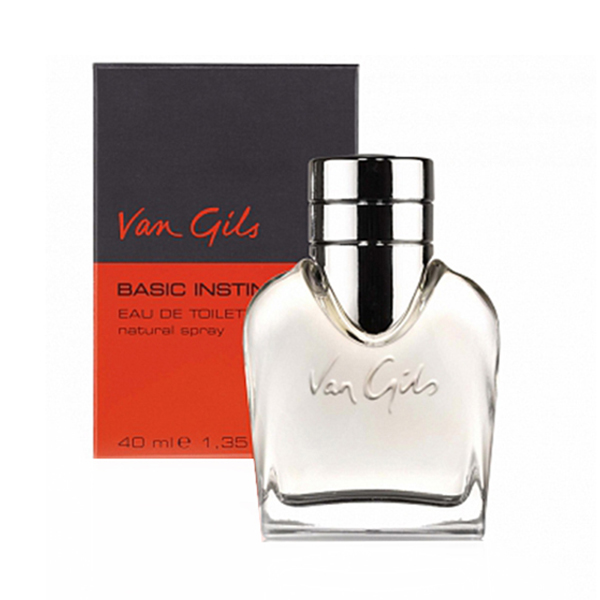 Van Gils
BASIC INSTIN
EAU DE TOILET
natural spray
40 ml e 1,35
Van Gils